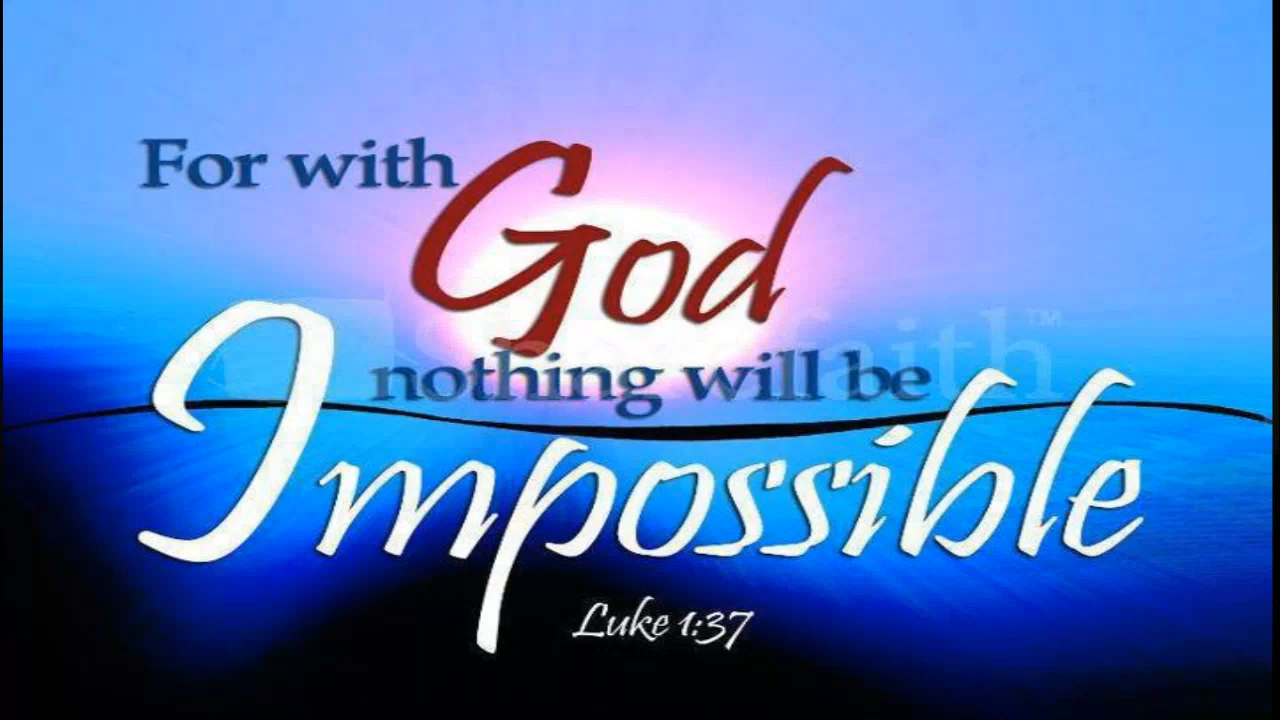 For with
God
nothing will be
Impossible
Luke 1:37